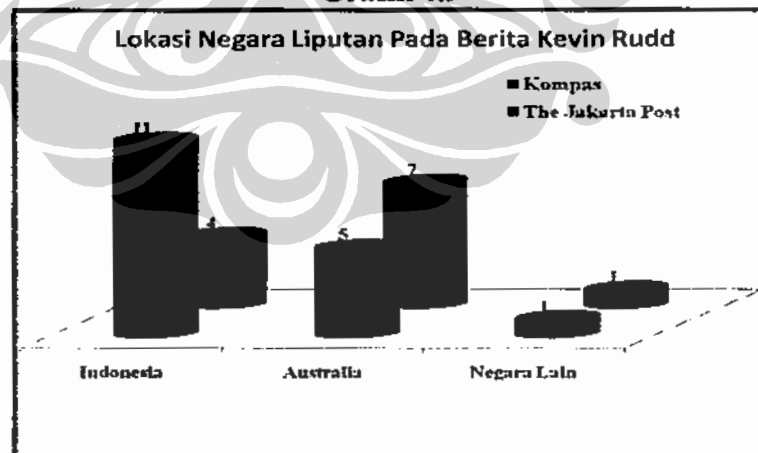 Lokasi Negara Liputan Pada Berita Kevin Rudd
Kompas
The Jakarta Post
11
4
5
7
1
1
Indonesia
Australia
Negara Lain